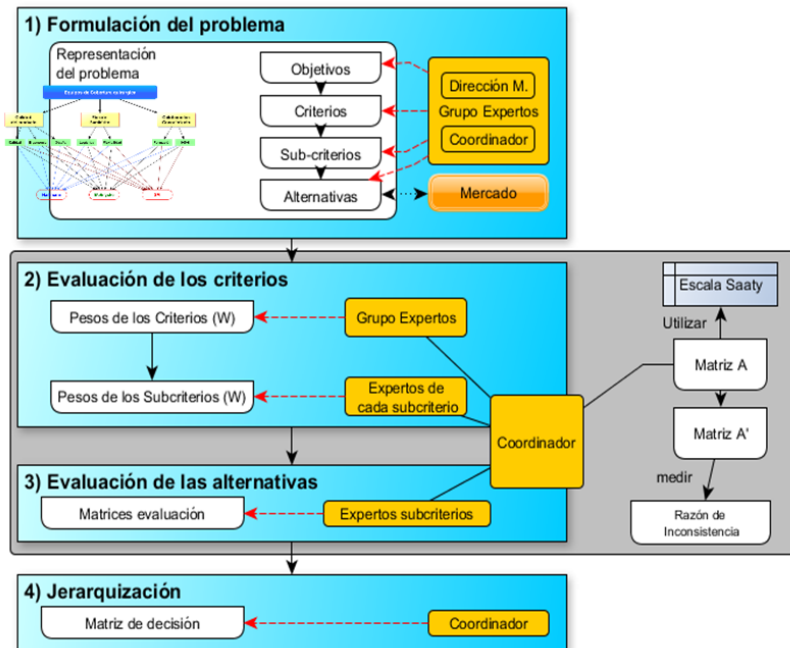 1) Formulación del problema
Representación
del problema
Objetivos
Criterios
Sub-criterios
Alternativas
Dirección M.
Grupo Expertos
Coordinador
Mercado
2) Evaluación de los criterios
Pesos de los Criterios (W)
Grupo Expertos
Pesos de los Subcriterios (W)
Expertos de
cada subcriterio
Coordinador
Escala Saaty
Utilizar
Matriz A
Matriz A'
medir
Razón de
Inconsistencia
3) Evaluación de las alternativas
Matrices evaluación
Expertos subcriterios
4) Jerarquización
Matriz de decisión
Coordinador